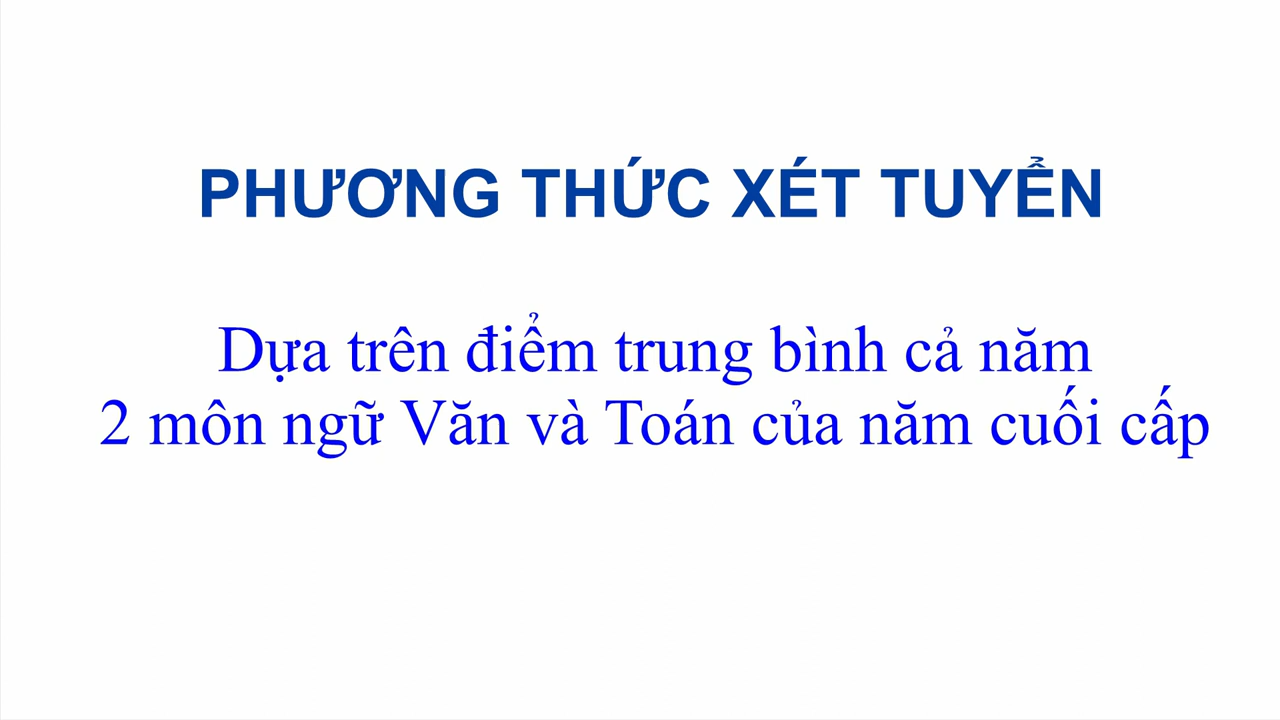 PHƯƠNG THỨC XÉT TUYỂN
Dựa trên điểm trung bình cả năm
2 môn ngữ Văn và Toán của năm cuối cấp